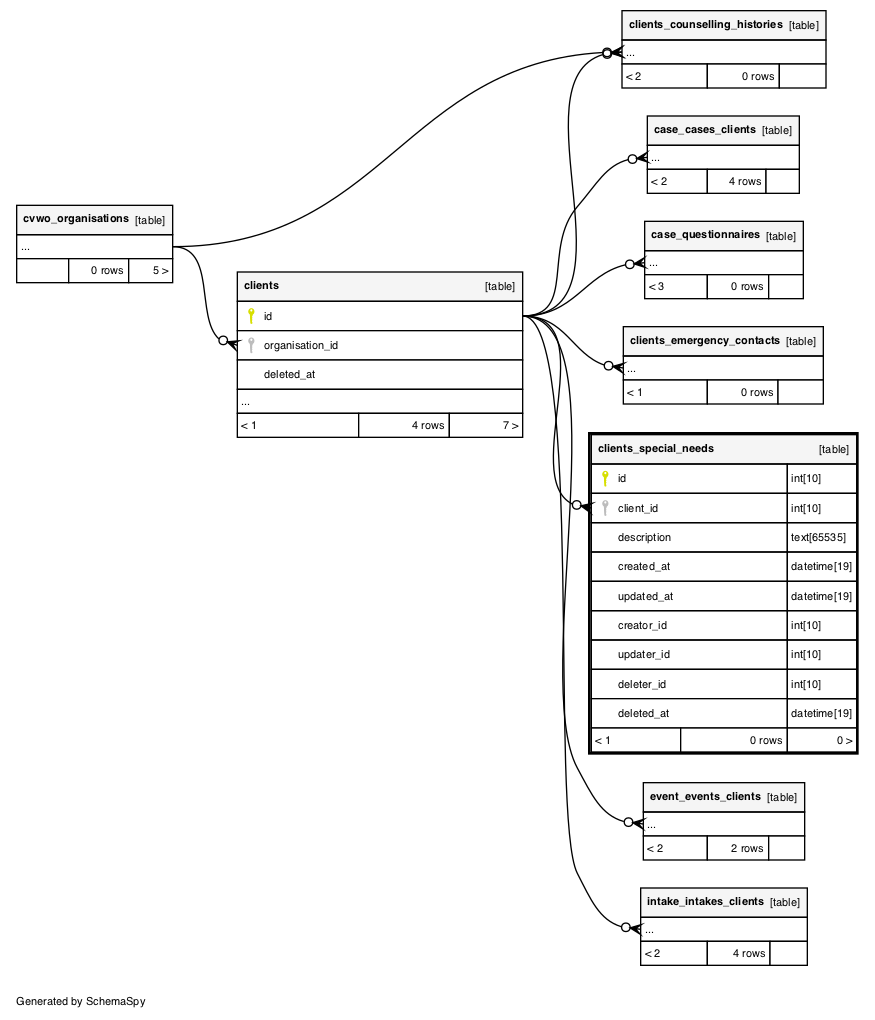 clients_counselling_histories [table]
...
< 2 0 rows
case_cases_clients [table]
...
< 2 4 rows
cvwo_organisations [table]
...
0 rows 5 >
case_questionnaires [table]
...
< 3 0 rows
clients [table]
id
organisation_id
deleted_at
...
< 1 4 rows 7 >
clients_emergency_contacts [table]
...
< 1 0 rows
clients_special_needs [table]
id int[10]
client_id int[10]
description text[65535]
created_at datetime[19]
updated_at datetime[19]
creator_id int[10]
updater_id int[10]
deleter_id int[10]
deleted_at datetime[19]
< 1 0 rows 0 >
event_events_clients [table]
...
< 2 2 rows
intake_intakes_clients [table]
...
< 2 4 rows
Generated by SchemaSpy